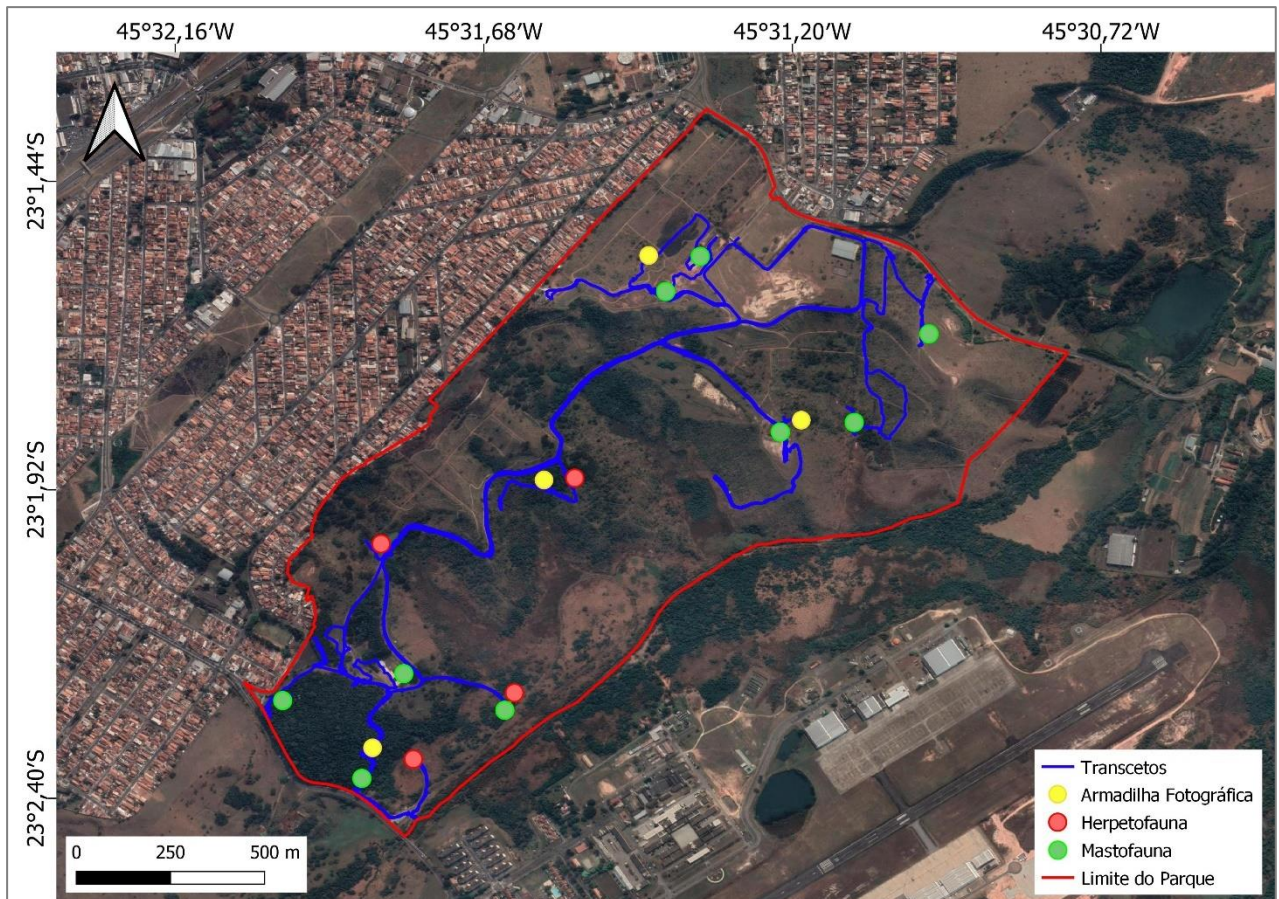 45°32,16’W 45°31,68’W 45°31,20’W 45°30,72’W
23°1,44’S
23°1,92’S
23°2,40’S
0 250 500 m
Transcetos
Armadilha Fotográfica
Herpetofauna
Mastofauna
Limite do Parque